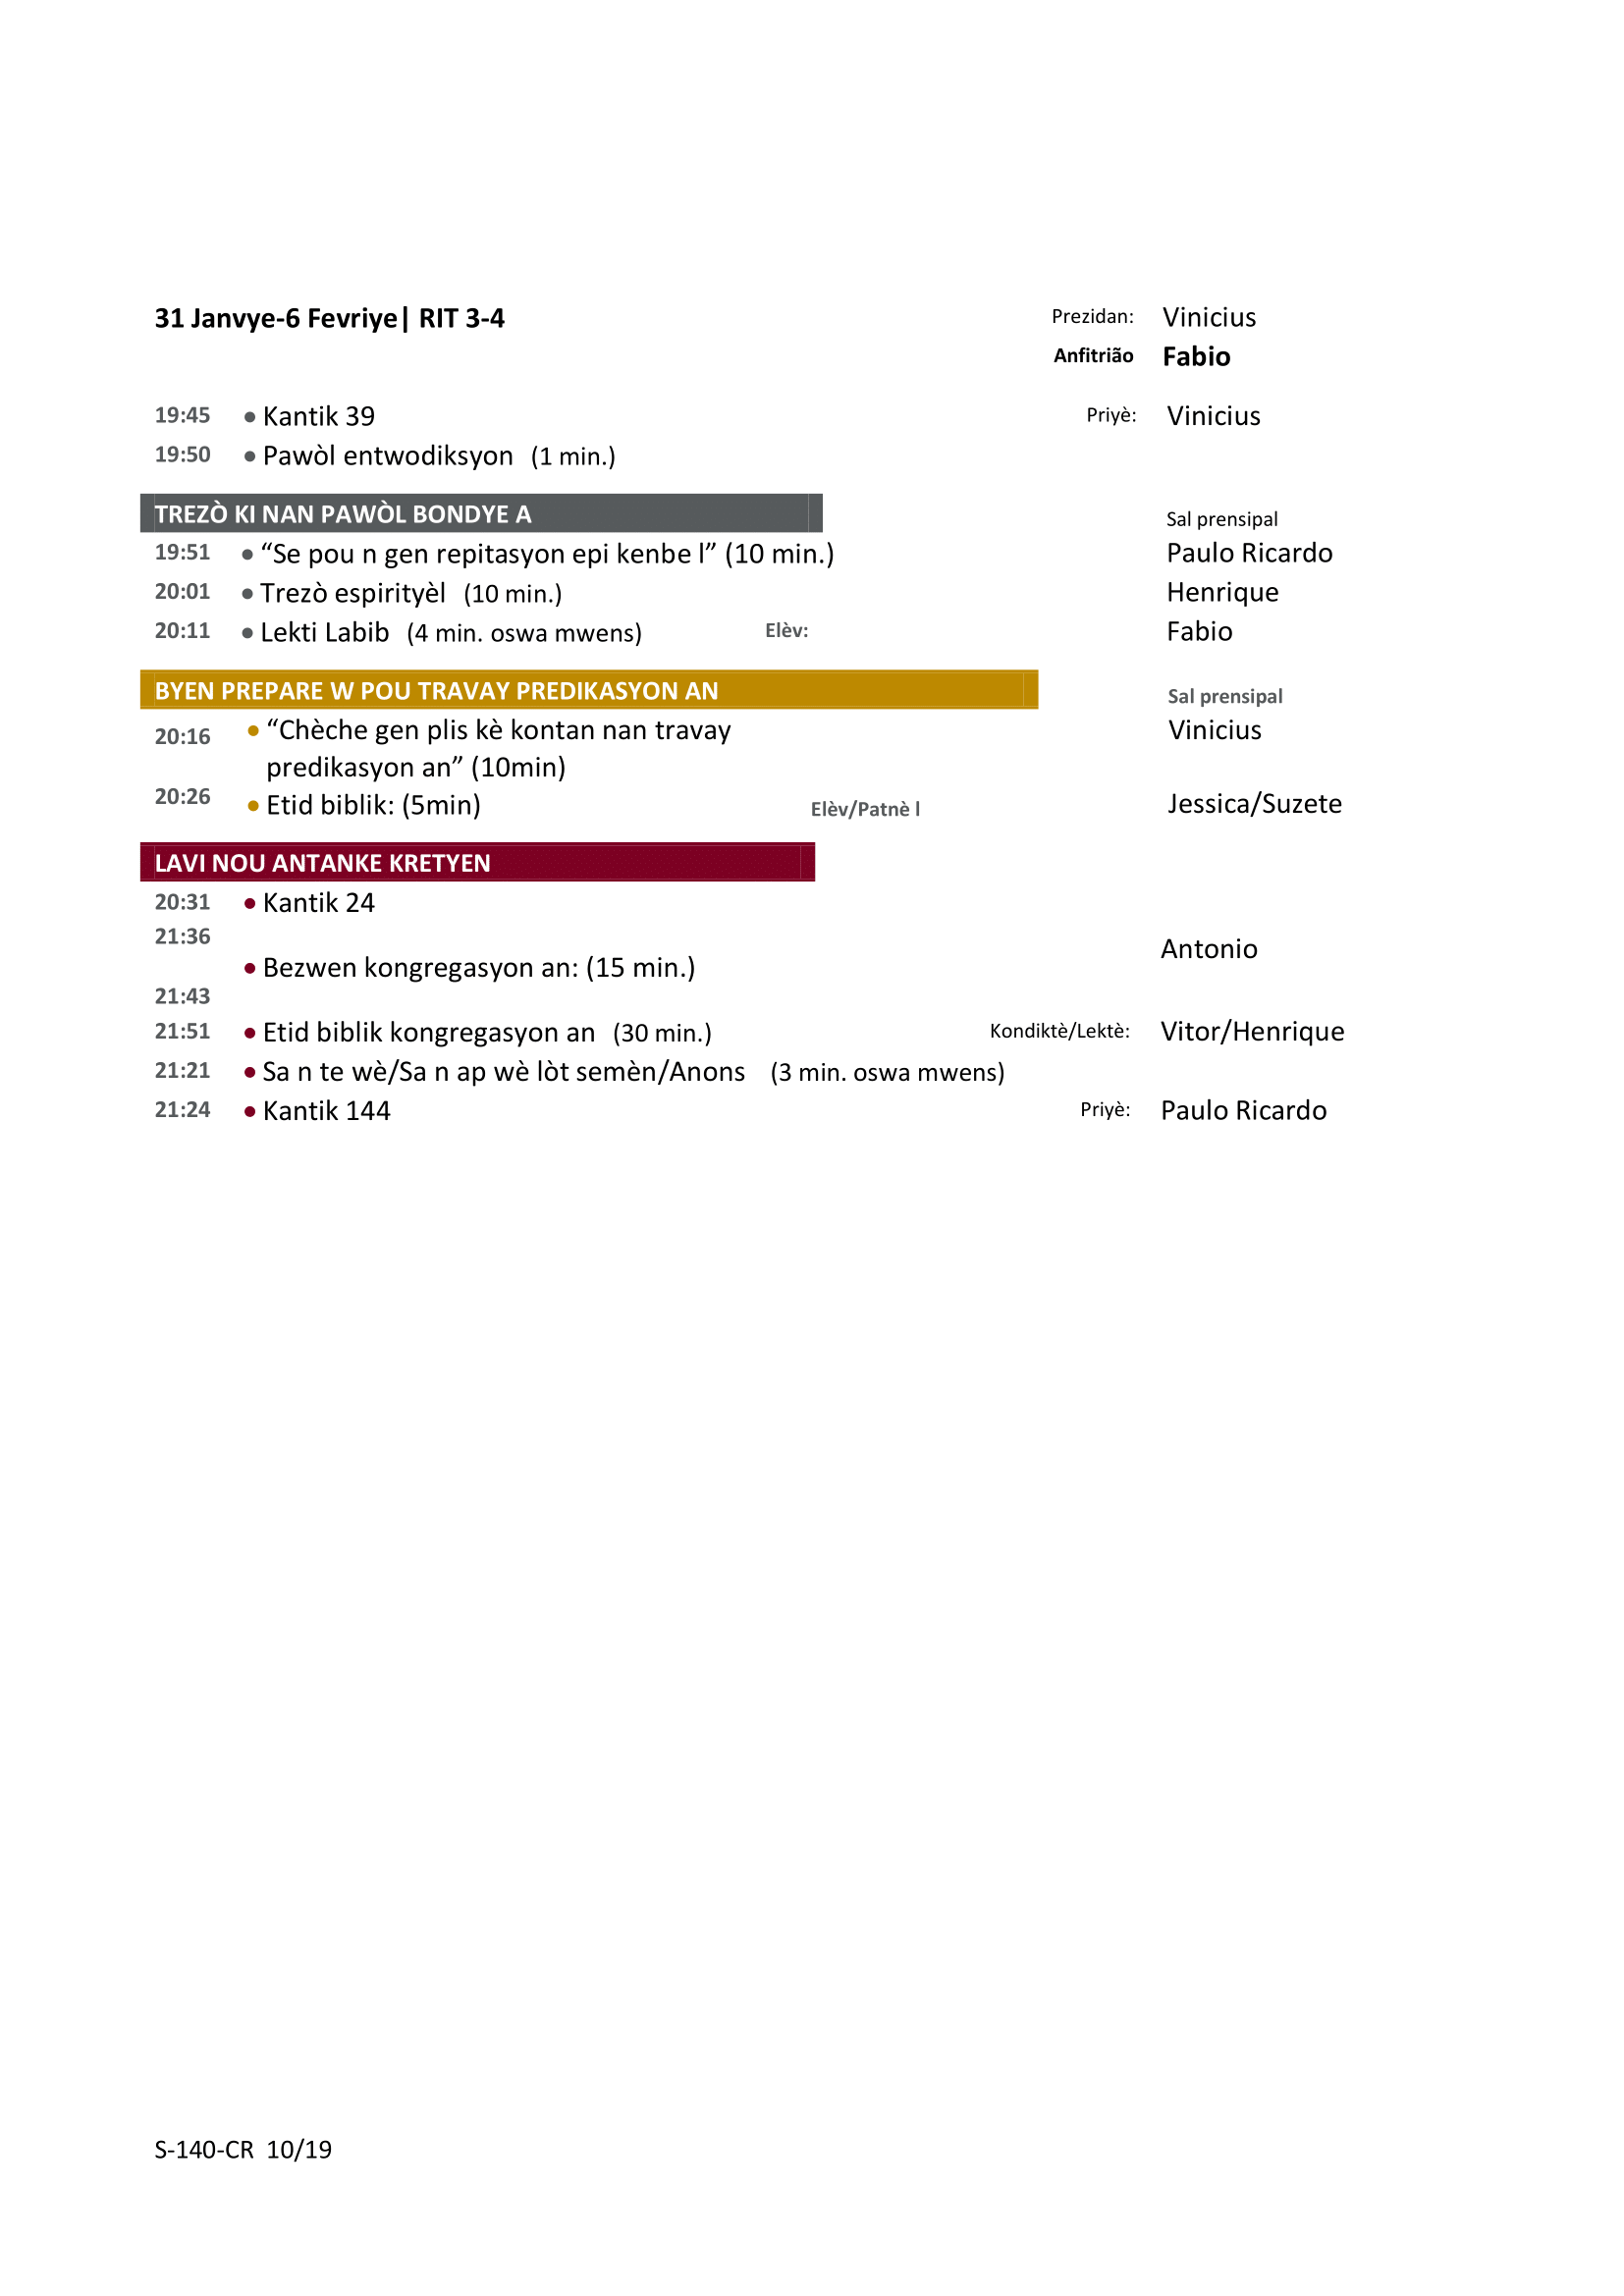 31 Janvye-6 Fevriye| RIT 3-4 Prezidan: Vinicius
Anfitrião Fabio
19:45 • Kantik 39 Priyè: Vinicius
19:50 • Pawòl entwodiksyon (1 min.)
TREZÒ KI NAN PAWÒL BONDYE A Sal prensipal
19:51 • “Se pou n gen repitasyon epi kenbe l” (10 min.) Paulo Ricardo
20:01 • Trezò espirityèl (10 min.) Henrique
20:11 • Lekti Labib (4 min. oswa mwens) Elèv: Fabio
BYEN PREPARE W POU TRAVAY PREDIKASYON AN Sal prensipal
20:16 • “Chèche gen plis kè kontan nan travay Vinicius
predikasyon an” (10min)
20:26 • Etid biblik: (5min) Elèv/Patnè l Jessica/Suzete
LAVI NOU ANTANKE KRETYEN
20:31 • Kantik 24
21:36
• Bezwen kongregasyon an: (15 min.) Antonio
21:43
21:51 • Etid biblik kongregasyon an (30 min.) Kondiktè/Lektè: Vitor/Henrique
21:21 • Sa n te wè/Sa n ap wè lòt semèn/Anons (3 min. oswa mwens)
21:24 • Kantik 144 Priyè: Paulo Ricardo
S-140-CR 10/19